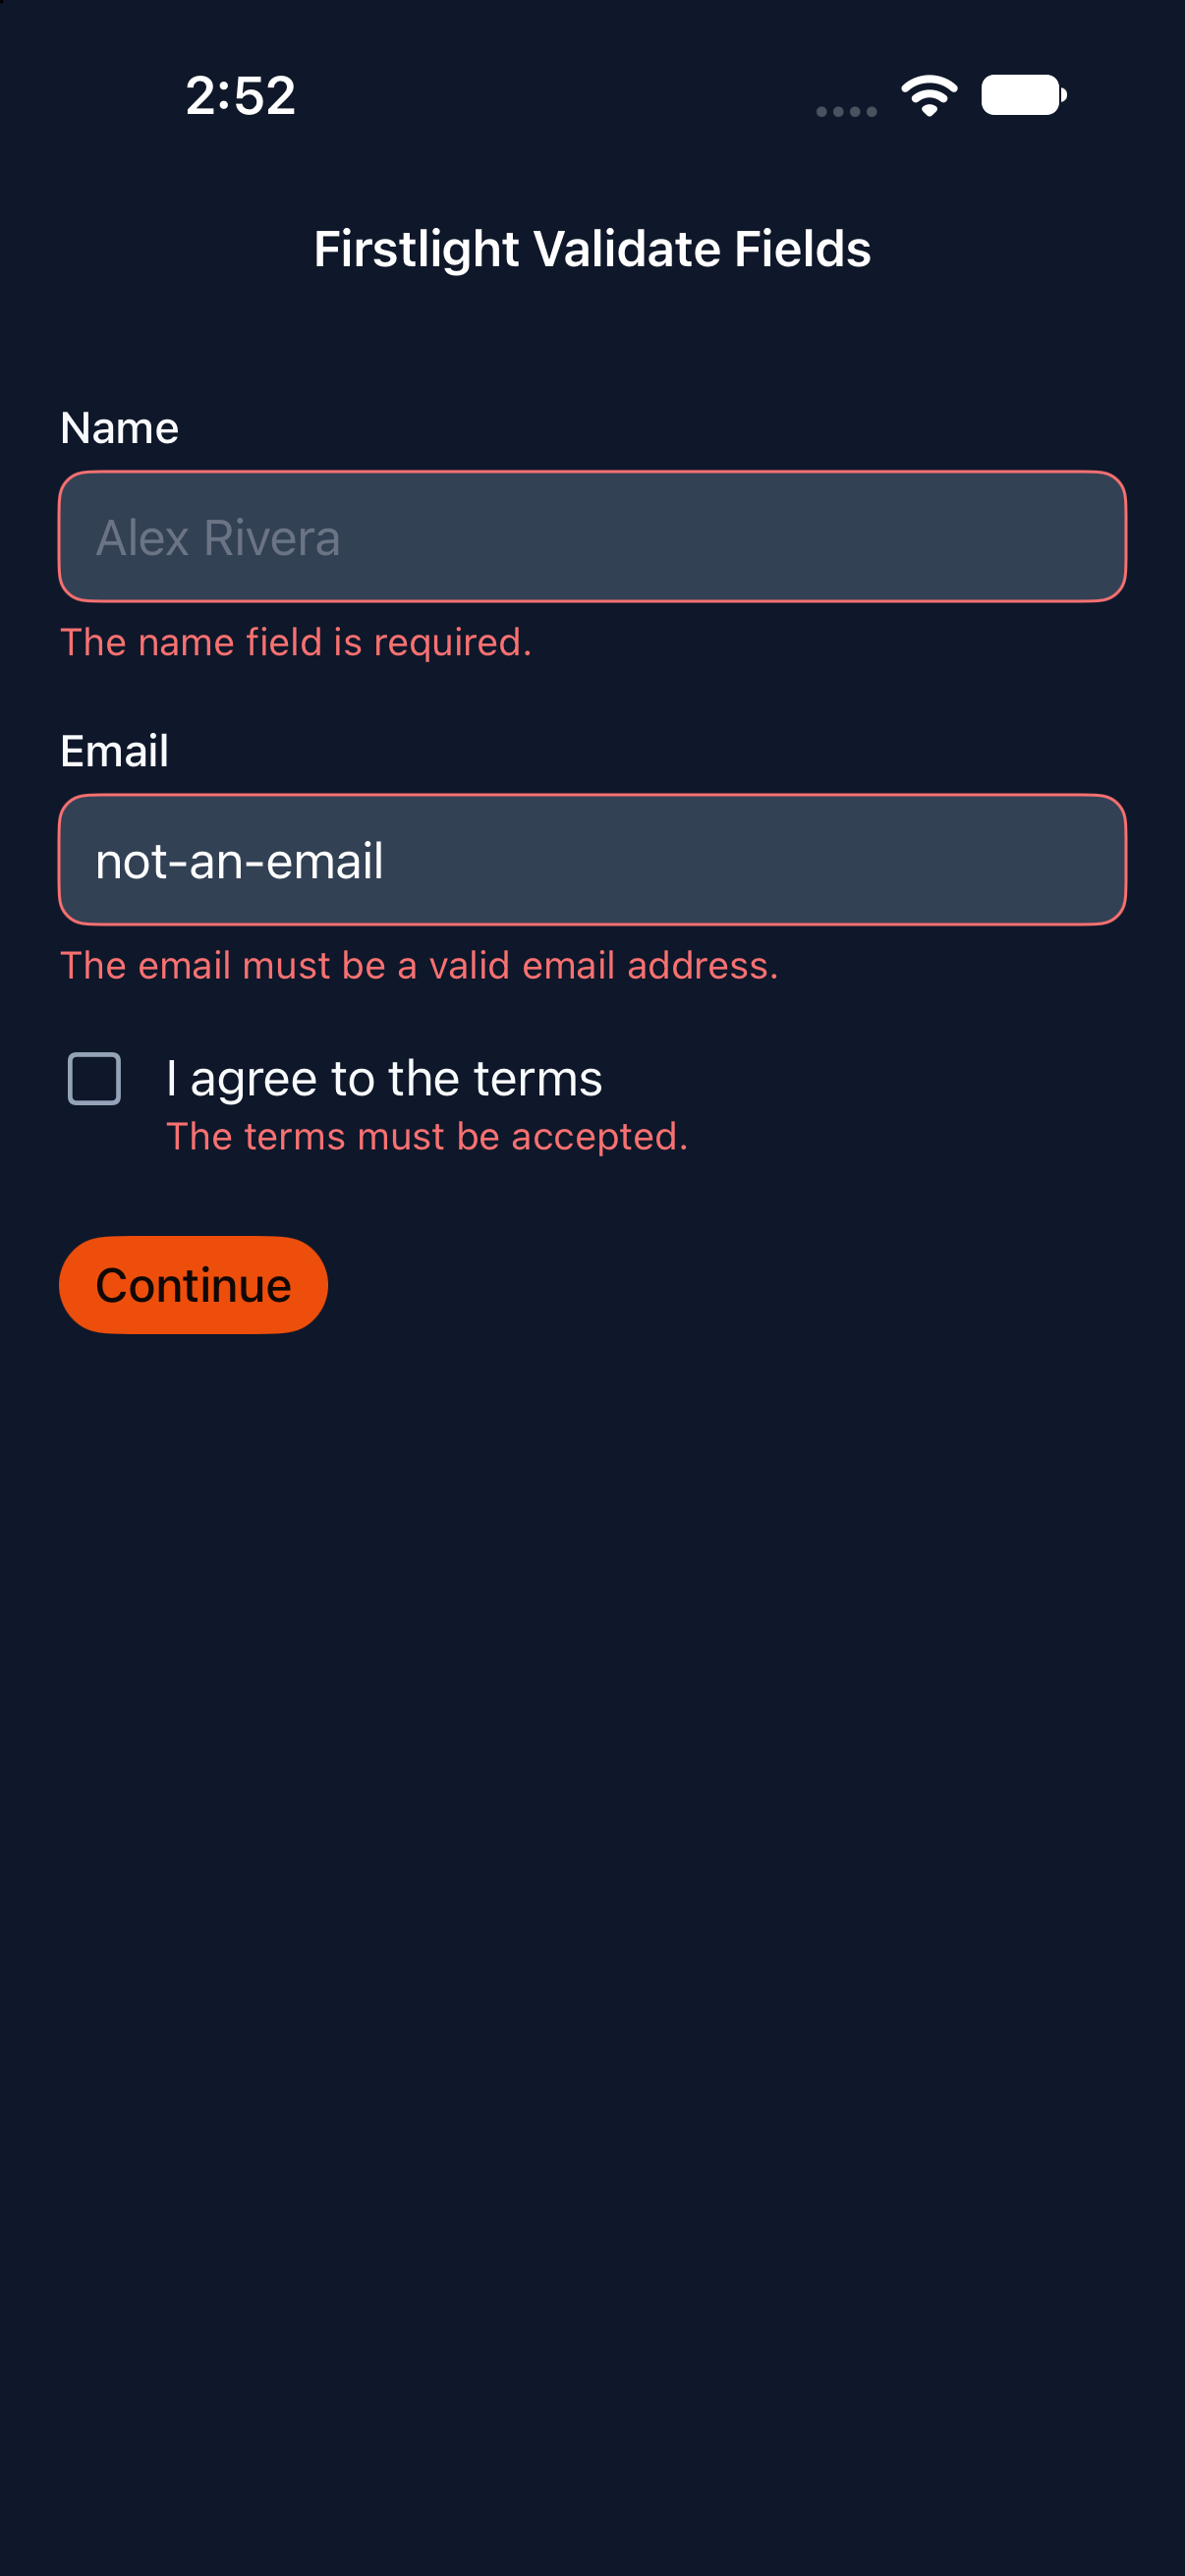 2:52
Firstlight Validate Fields
Name
Alex Rivera
The name field is required.
Email
not-an-email
The email must be a valid email address.
I agree to the terms
The terms must be accepted.
Continue